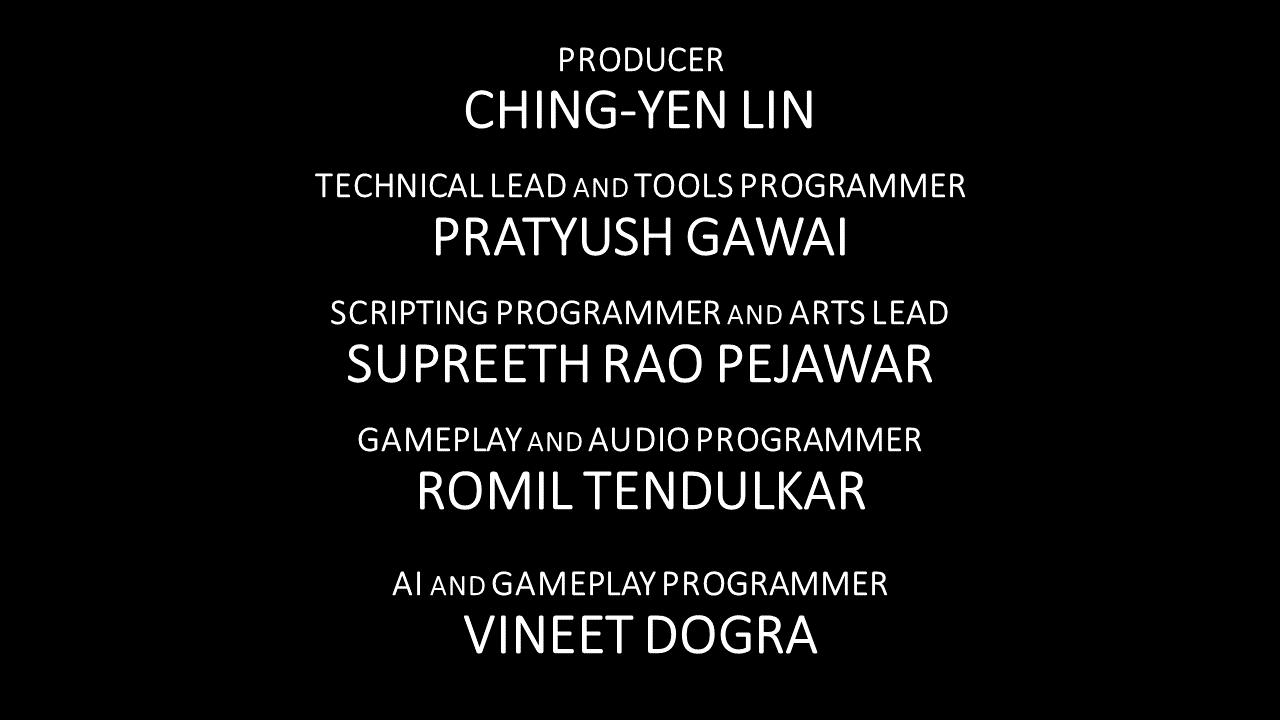 PRODUCER
CHING-YEN LIN
TECHNICAL LEAD AND TOOLS PROGRAMMER
PRATYUSH GAWAI
SCRIPTING PROGRAMMER AND ARTS LEAD
SUPREETH RAO PEJAWAR
GAMEPLAY AND AUDIO PROGRAMMER
ROMIL TENDULKAR
AI AND GAMEPLAY PROGRAMMER
VINEET DOGRA